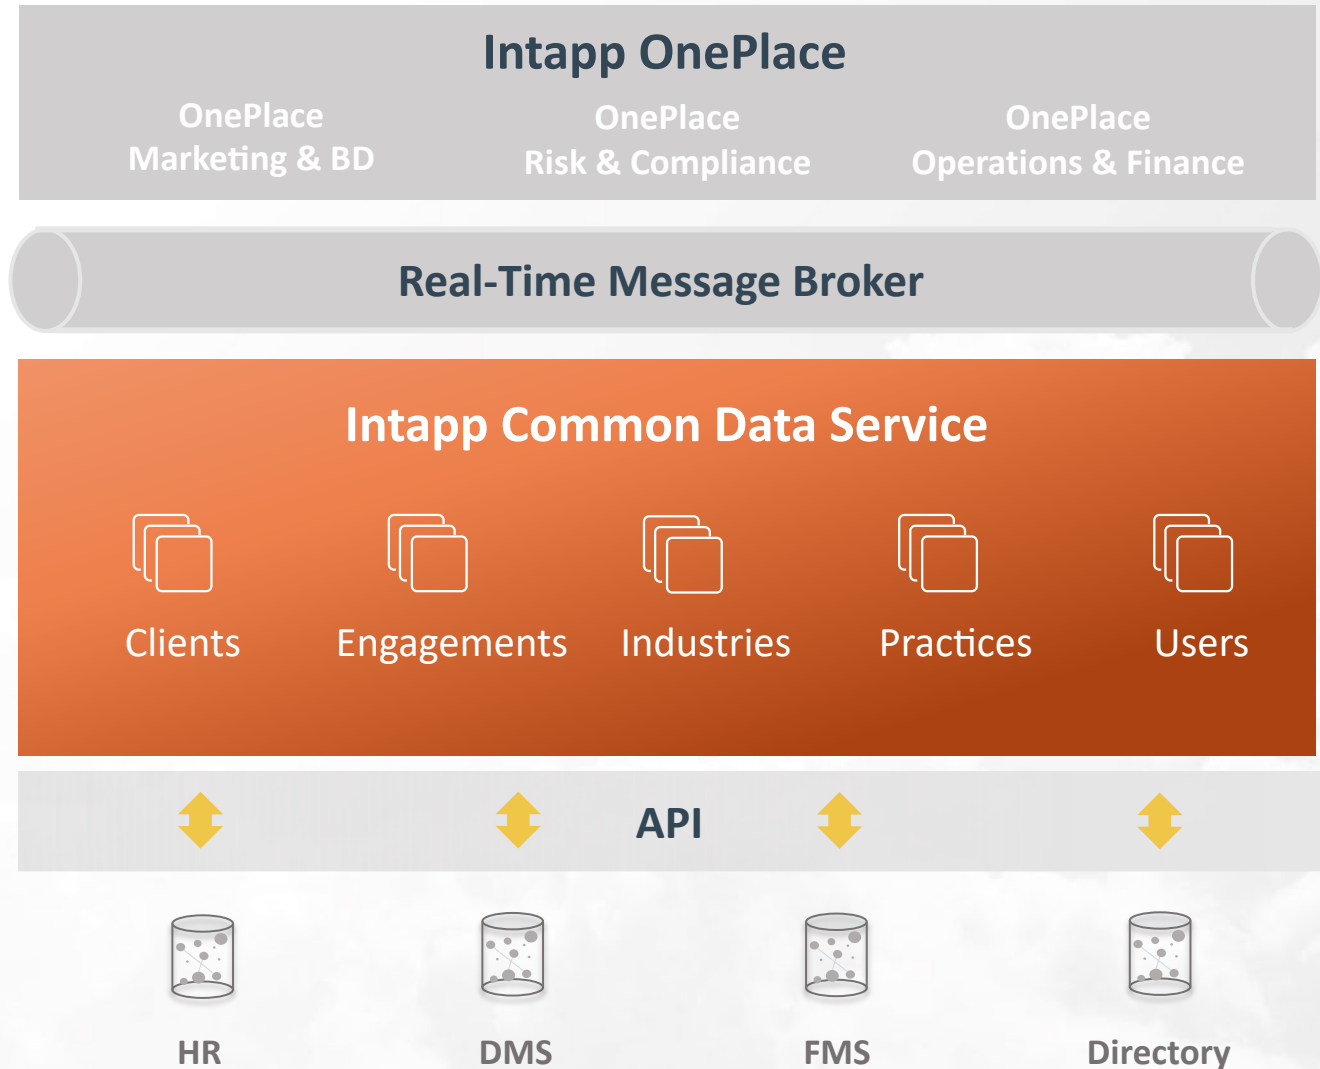 Intapp OnePlace
OnePlace
Marketing & BD
OnePlace
Risk & Compliance
OnePlace
Operations & Finance
Real-Time Message Broker
Intapp Common Data Service
Clients
Engagements
Industries
Practices
Users
API
HR
DMS
FMS
Directory